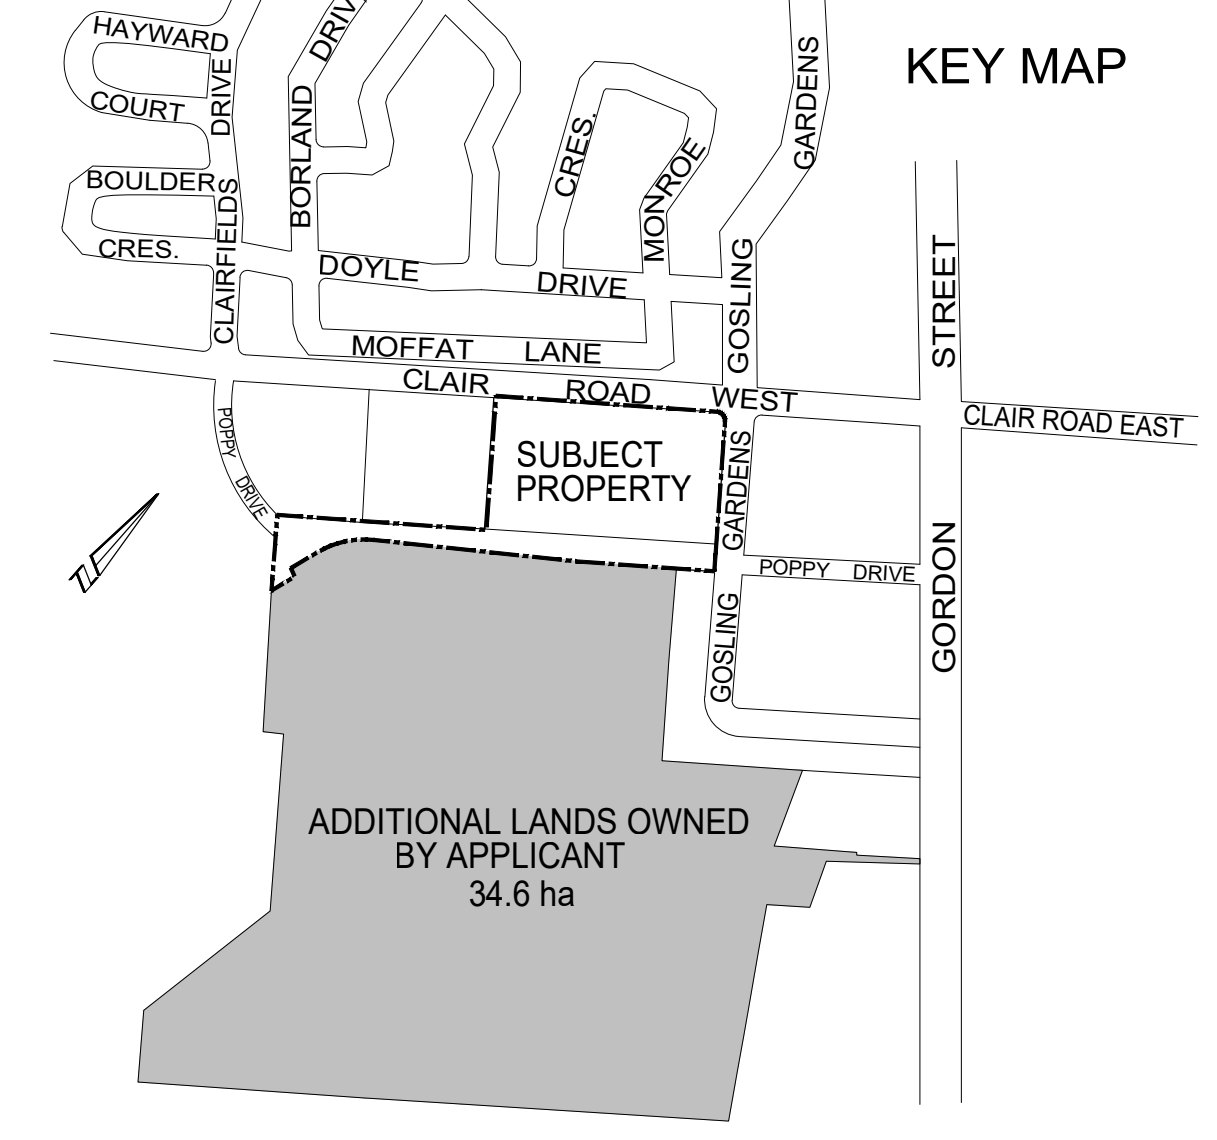 KEY MAP
HAYWARD
COURT
DRIVE
DRIV
BORLAND
GARDENS
CRES.
MONROE
BOULDER
CRES.
CLAIRFIELDS
DOYLE DRIVE
GOSLING
STREET
MOFFAT LANE
CLAIR ROAD WEST
CLAIR ROAD EAST
POPPY DRIVE
SUBJECT
PROPERTY
GARDENS
POPPY DRIVE
GOSLING
GORDON
ADDITIONAL LANDS OWNED
BY APPLICANT
34.6 ha